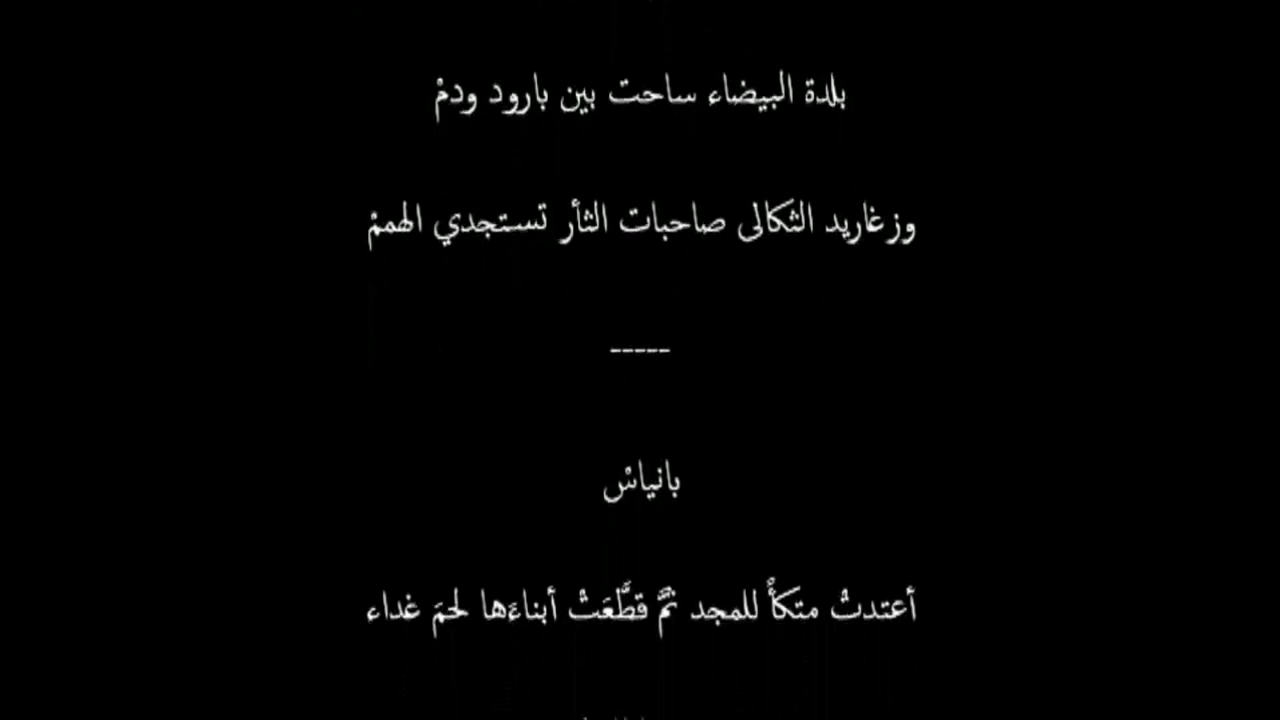 بلدة البيضاء ساحت بين بارود ودمْ
وزغاريد الثكالى صاحبات الثأر تستجدي الهممْ
-----
بانياسْ
أعتدتْ متكأً للمجد ثمَّ قطَّعَتْ أبناءَها لحمَ غداء